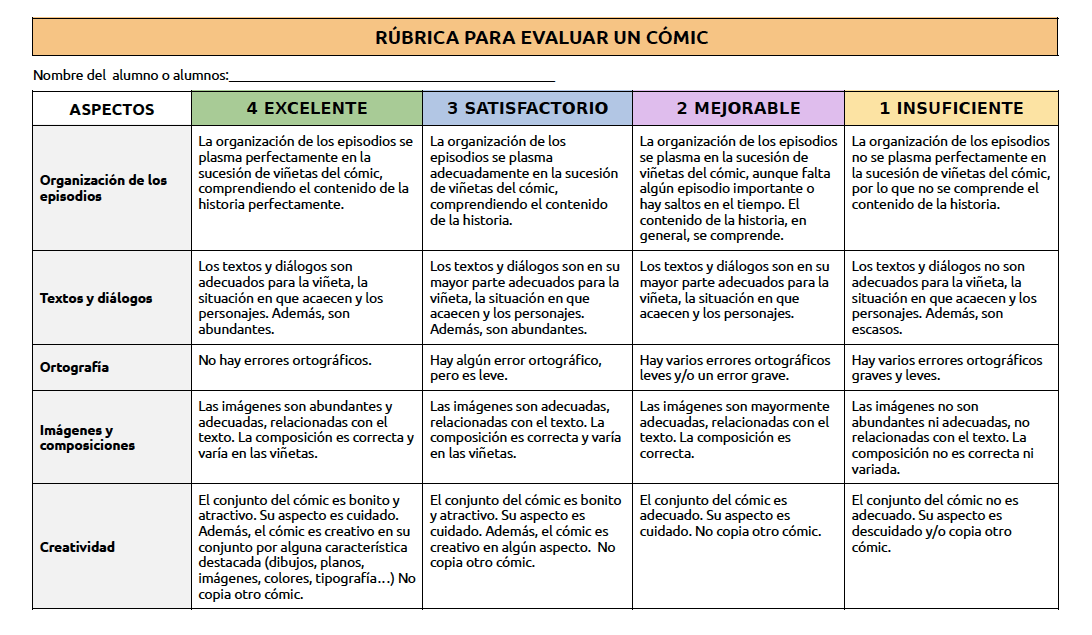 RÚBRICA PARA EVALUAR UN CÓMIC
Nombre del alumno o alumnos:___________________________________________
ASPECTOS
4 EXCELENTE
3 SATISFACTORIO
2 MEJORABLE
1 INSUFICIENTE
Organización de los
episodios
La organización de los episodios se
plasma perfectamente en la
sucesión de viñetas del cómic,
comprendiendo el contenido de la
historia perfectamente.
La organización de los
episodios se plasma
adecuadamente en la sucesión
de viñetas del cómic,
comprendiendo el contenido
de la historia.
La organización de los episodios
se plasma en la sucesión de
viñetas del cómic, aunque falta
algún episodio importante o
hay saltos en el tiempo. El
contenido de la historia, en
general, se comprende.
La organización de los episodios
no se plasma perfectamente en
la sucesión de viñetas del cómic,
por lo que no se comprende el
contenido de la historia.
Textos y diálogos
Los textos y diálogos son
adecuados para la viñeta, la
situación en que acaecen y los
personajes. Además, son
abundantes.
Los textos y diálogos son en su
mayor parte adecuados para la
viñeta, la situación en que
acaecen y los personajes.
Además, son abundantes.
Los textos y diálogos son en su
mayor parte adecuados para la
viñeta, la situación en que
acaecen y los personajes.
Los textos y diálogos no son
adecuados para la viñeta, la
situación en que acaecen y los
personajes. Además, son
escasos.
Ortografía
No hay errores ortográficos.
Hay algún error ortográfico,
pero es leve.
Hay varios errores ortográficos
leves y/o un error grave.
Hay varios errores ortográficos
graves y leves.
Imágenes y
composiciones
Las imágenes son abundantes y
adecuadas, relacionadas con el
texto. La composición es correcta y
varía en las viñetas.
Las imágenes son adecuadas,
relacionadas con el texto. La
composición es correcta y varía
en las viñetas.
Las imágenes son mayormente
adecuadas, relacionadas con el
texto. La composición es
correcta.
Las imágenes no son
abundantes ni adecuadas, no
relacionadas con el texto. La
composición no es correcta ni
variada.
Creatividad
El conjunto del cómic es bonito y
atractivo. Su aspecto es cuidado.
Además, el cómic es creativo en su
conjunto por alguna característica
destacada (dibujos, planos,
imágenes, colores, tipografía...) No
copia otro cómic.
El conjunto del cómic es bonito
y atractivo. Su aspecto es
cuidado. Además, el cómic es
creativo en algún aspecto. No
copia otro cómic.
El conjunto del cómic es
adecuado. Su aspecto es
cuidado. No copia otro cómic.
El conjunto del cómic no es
adecuado. Su aspecto es
descuidado y/o copia otro
cómic.